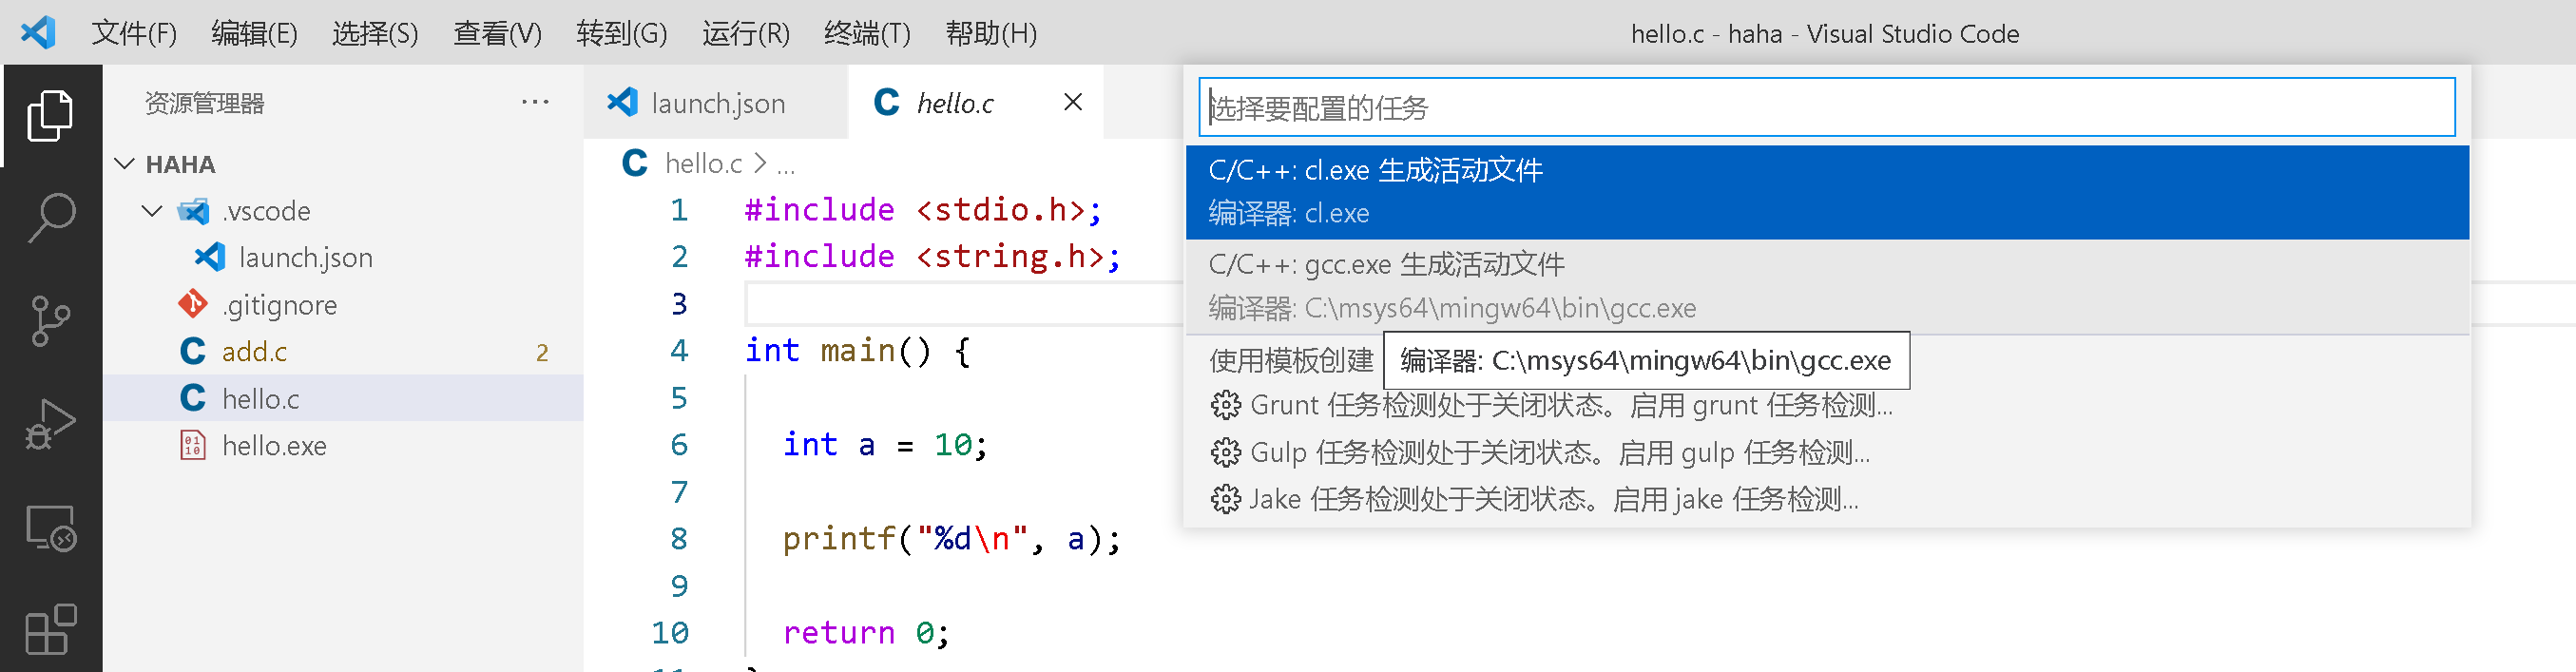 文件(F) 编辑(E) 选择(S) 查看(V) 转到(G) 运行(R) 终端(T) 帮助(H) hello.c - haha - Visual Studio Code
资源管理器 ···
HAHA
.vscode
launch.json
.gitignore
add.c 2
hello.c
hello.exe
launch.json hello.c
hello.c > ...
1 #include <stdio.h>;
2 #include <string.h>;
3
4 int main() {
5
6 int a = 10;
7
8 printf("%d\n", a);
9
10 return 0;
选择要配置的任务
C/C++: cl.exe 生成活动文件
编译器: cl.exe
C/C++: gcc.exe 生成活动文件
编译器: C:\msys64\mingw64\bin\gcc.exe
使用模板创建
编译器: C:\msys64\mingw64\bin\gcc.exe
Grunt 任务检测处于关闭状态。启用 grunt 任务检测...
Gulp 任务检测处于关闭状态。启用 gulp 任务检测...
Jake 任务检测处于关闭状态。启用 jake 任务检测...